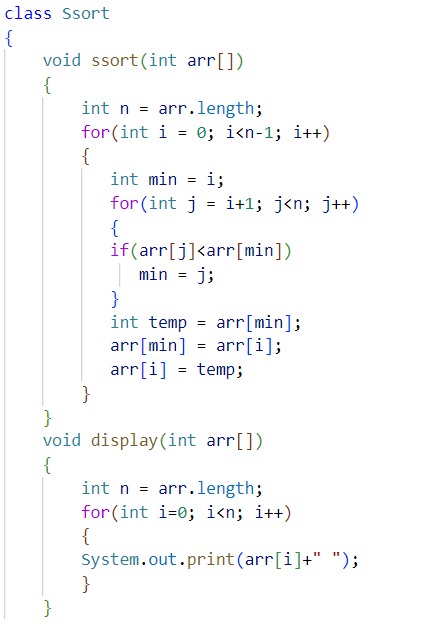 class Ssort
{
    void ssort(int arr[])
    {
        int n = arr.length;
        for(int i = 0; i<n-1; i++)
        {
           int min = i;
           for(int j = i+1; j<n; j++)
           {
           if(arr[j]<arr[min])
              min = j;
           }
           int temp = arr[min];
           arr[min] = arr[i];
           arr[i] = temp;
        }
    }
    void display(int arr[])
    {
        int n = arr.length;
        for(int i=0; i<n; i++)
        {
        System.out.print(arr[i]+" ");
        }
    }